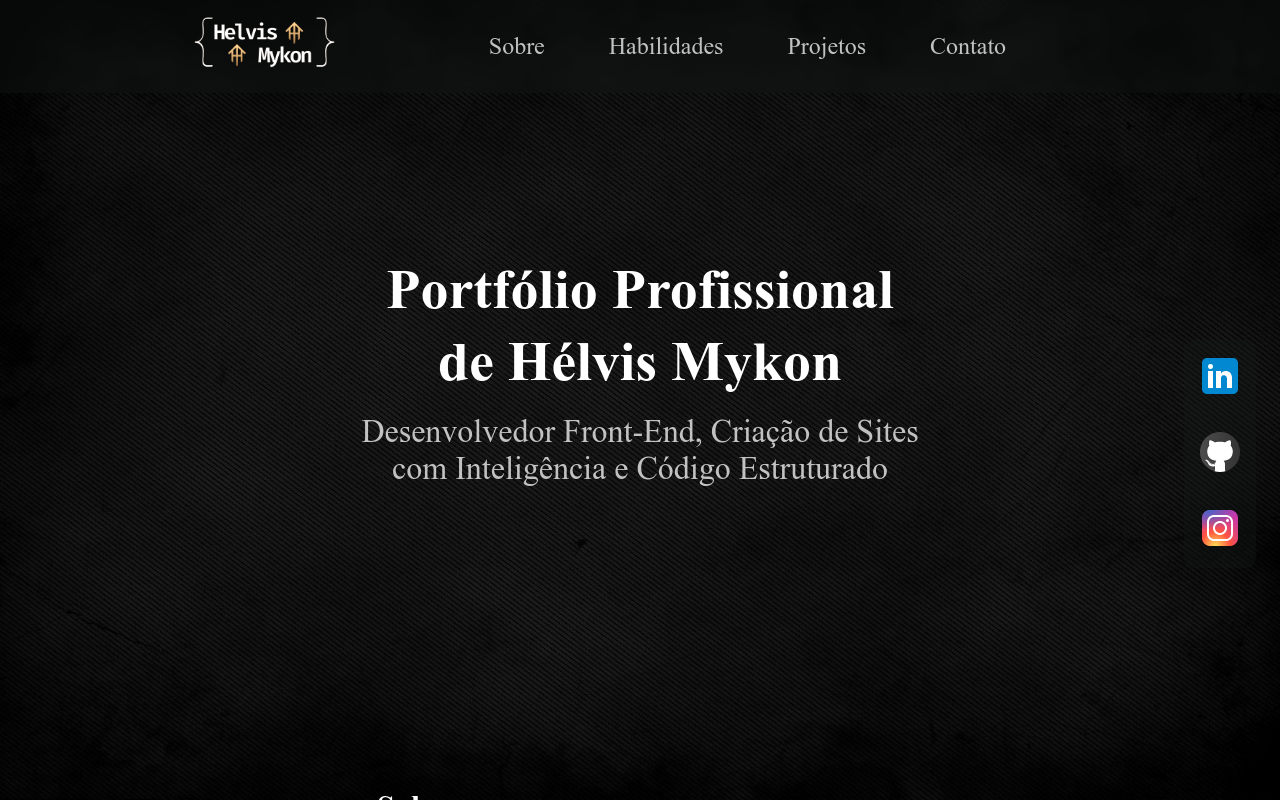 Helvis
Mykon
Sobre
Habilidades
Projetos
Contato
Portfólio Profissional
de Hélvis Mykon
Desenvolvedor Front-End, Criação de Sites
com Inteligência e Código Estruturado
in